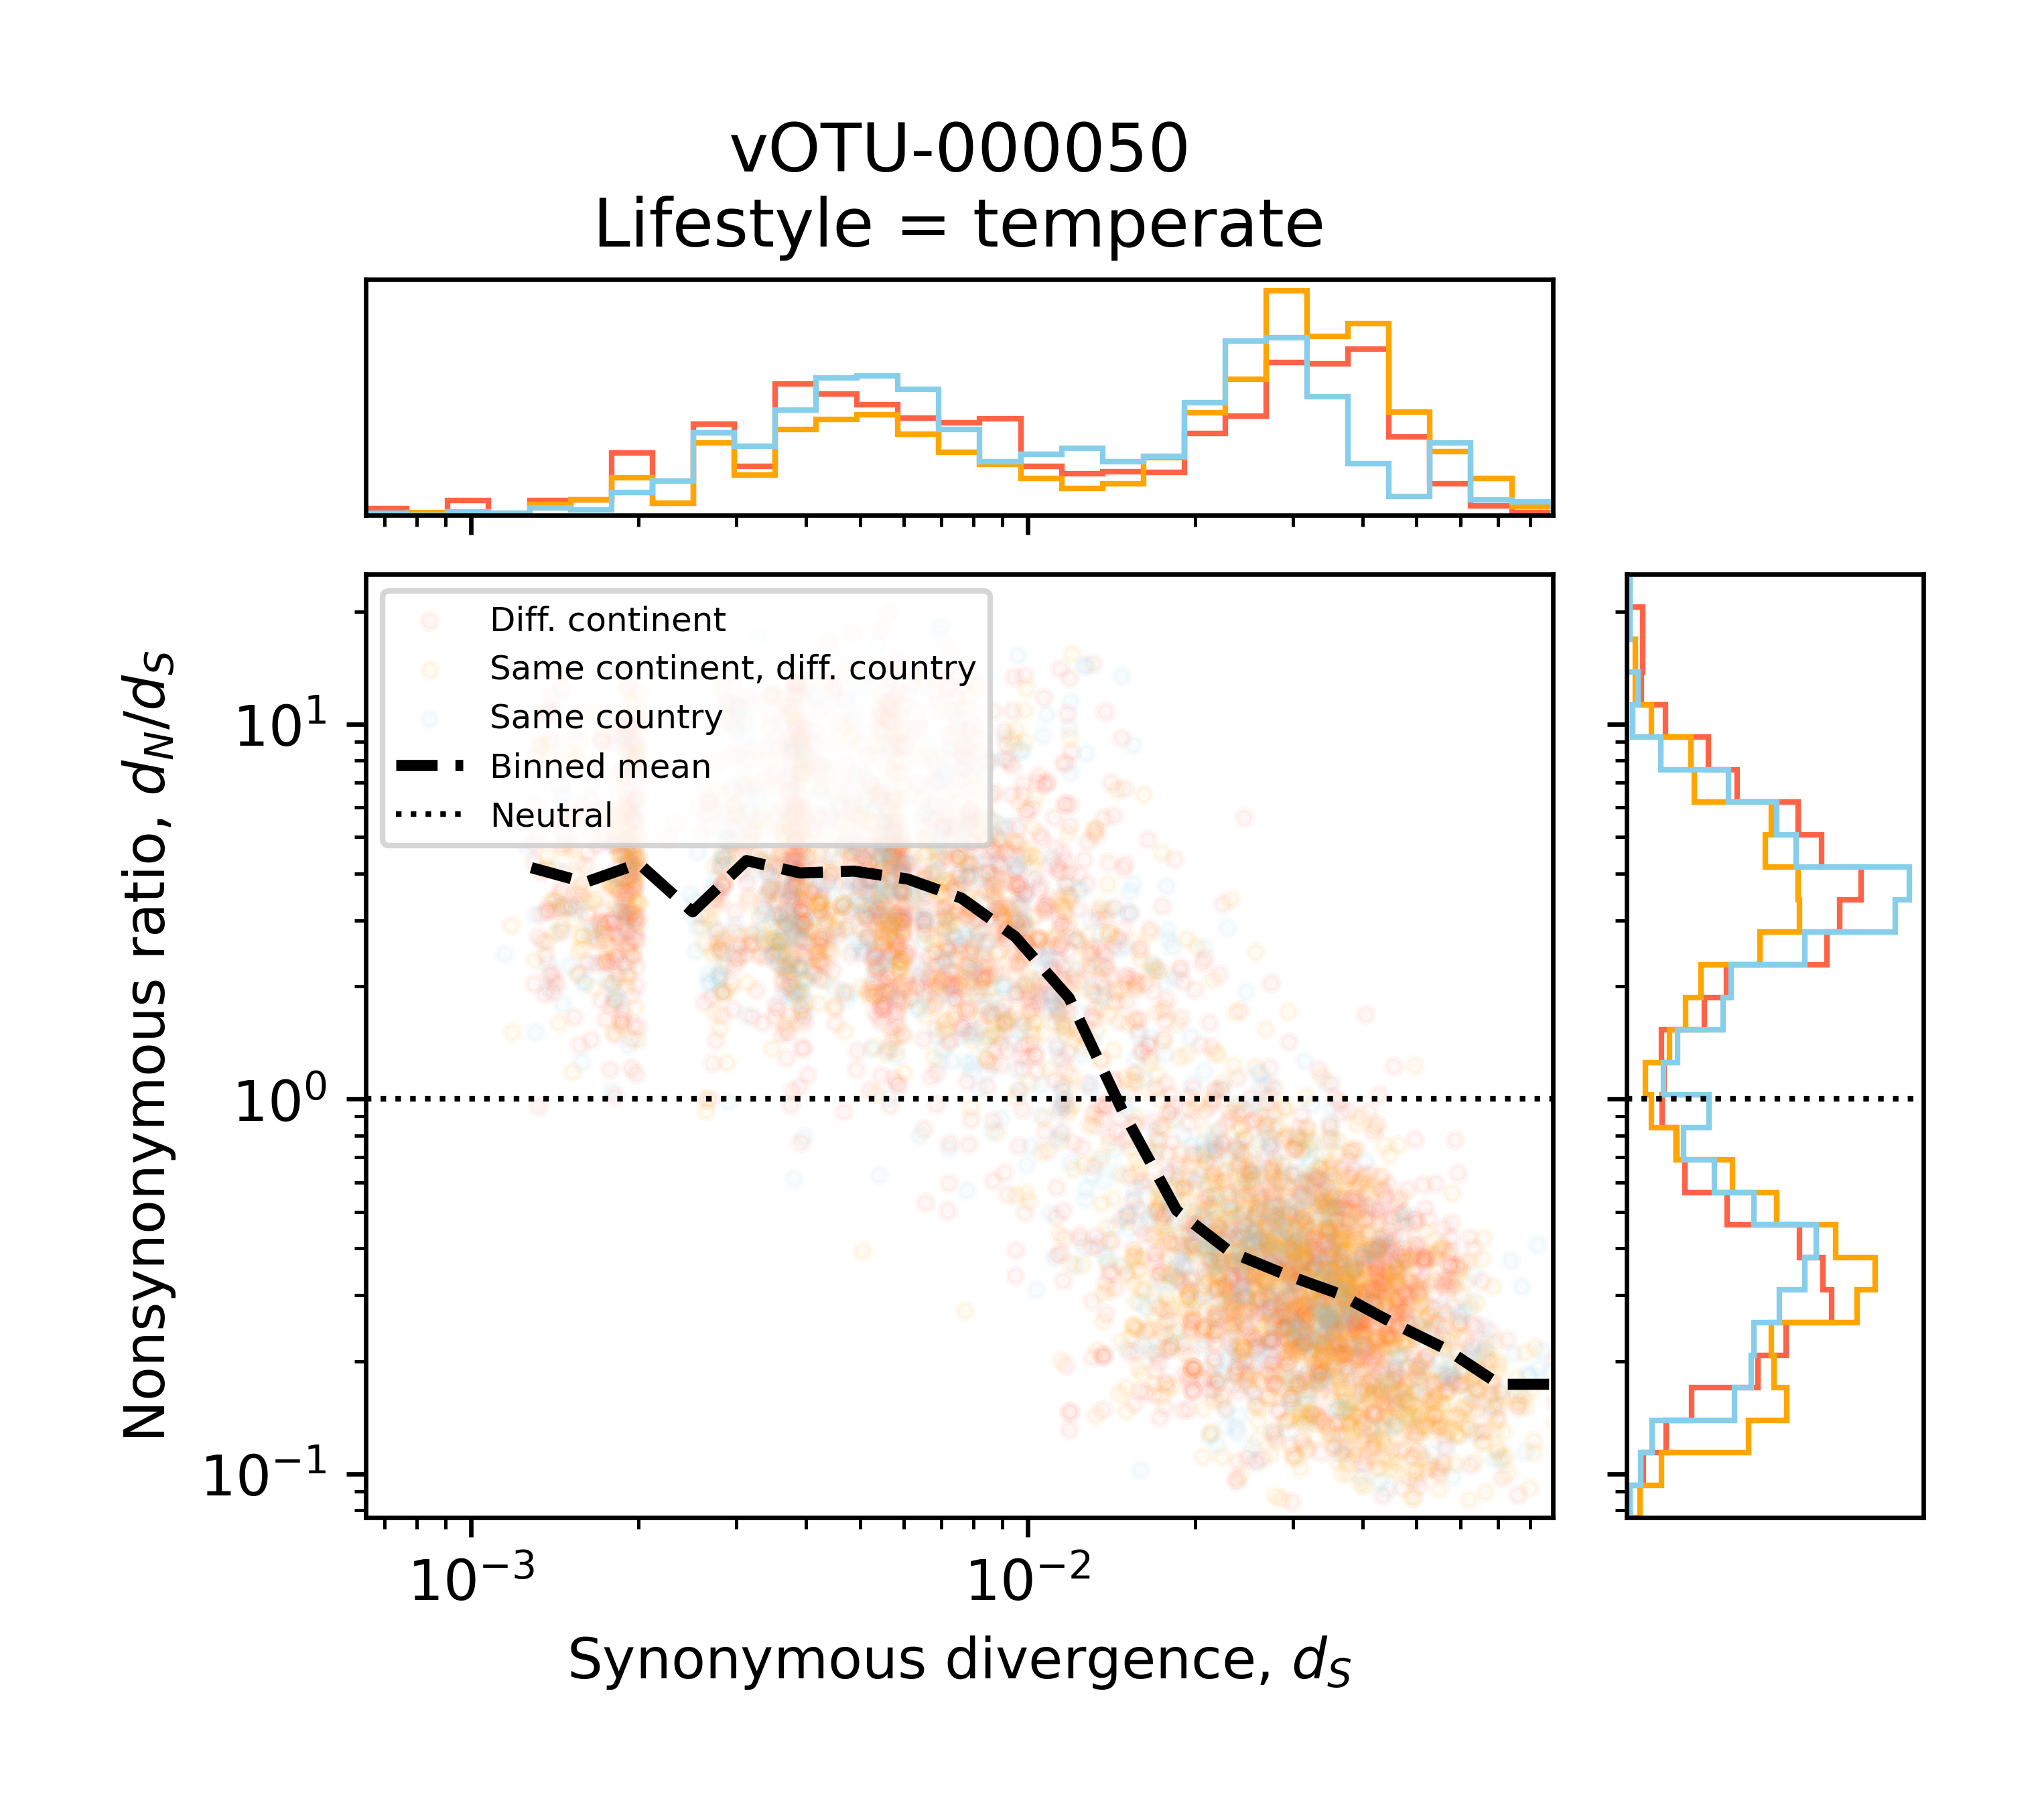 vOTU-000050
Lifestyle = temperate
Diff. continent
Same continent, diff. country
Same country
Binned mean
Neutral
Nonsynonymous ratio, d_N/d_S
10^1
10^0
10^{-1}
10^{-3}
10^{-2}
Synonymous divergence, d_S